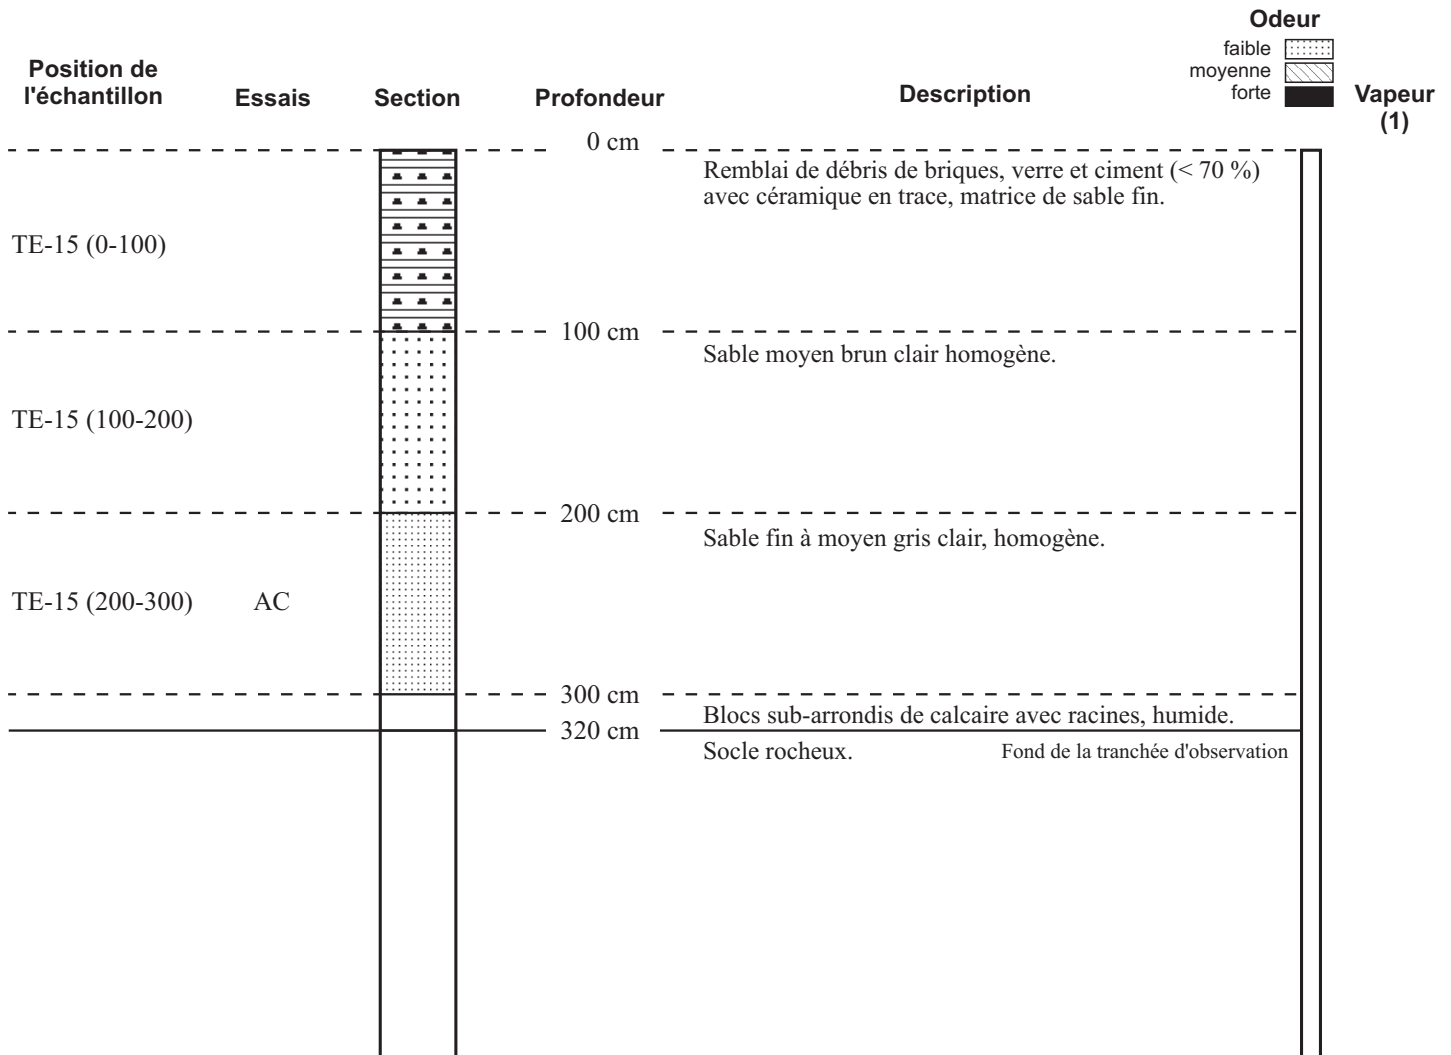 Odeur
faible
moyenne
forte
Position de
l'échantillon
Essais
Section
Profondeur
Description
Vapeur
(1)
0 cm
Remblai de débris de briques, verre et ciment (< 70 %)
avec céramique en trace, matrice de sable fin.
TE-15 (0-100)
100 cm
Sable moyen brun clair homogène.
TE-15 (100-200)
200 cm
Sable fin à moyen gris clair, homogène.
TE-15 (200-300)
AC
300 cm
Blocs sub-arrondis de calcaire avec racines, humide.
320 cm
Socle rocheux.
Fond de la tranchée d'observation